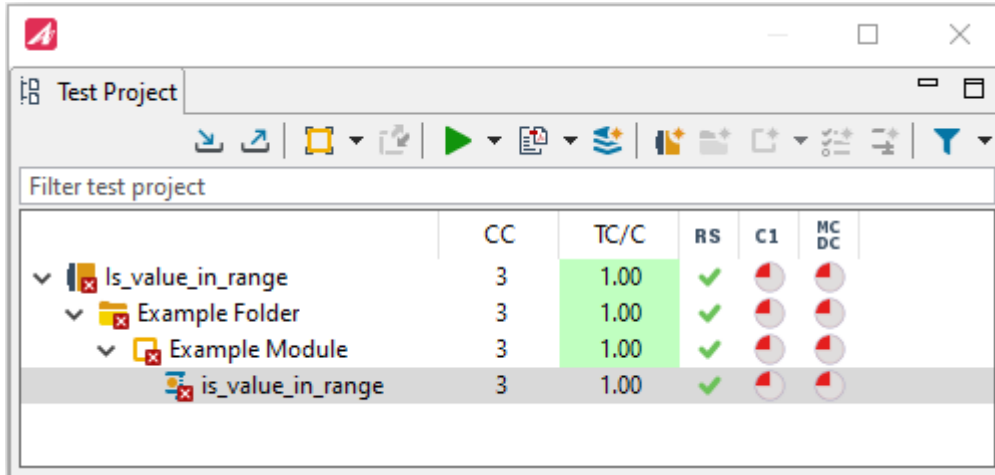 Test Project
Filter test project
CC TC/C RS C1 MC DC
Is_value_in_range 3 1.00
Example Folder 3 1.00
Example Module 3 1.00
is_value_in_range 3 1.00